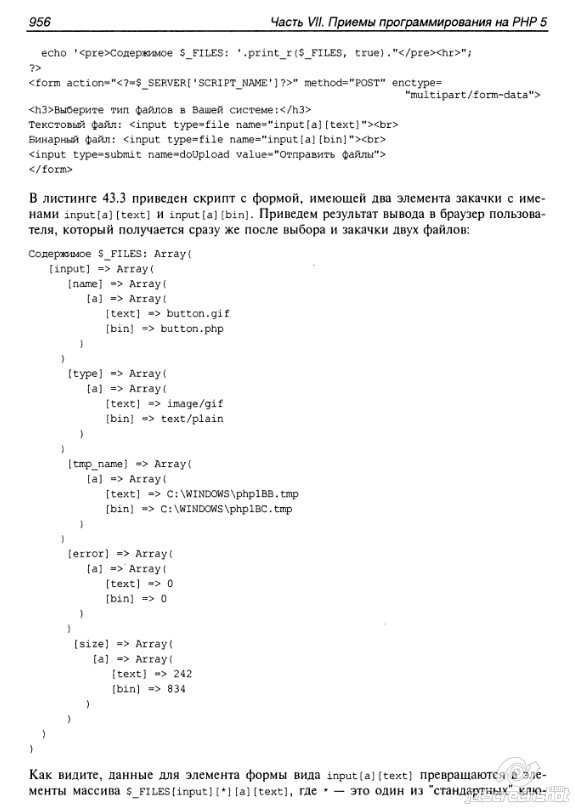 956
Часть VII. Приемы программирования на PHP 5
echo '<pre>Содержимое $_FILES: '.print_r($_FILES, true)."</pre><hr>";
?>
<form action="<?=$_SERVER['SCRIPT_NAME']?>" method="POST" enctype=
"multipart/form-data">
<h3>Выберите тип файлов в Вашей системе:</h3>
Текстовый файл: <input type=file name="input[a][text]"><br>
Бинарный файл: <input type=file name="input[a][bin]"><br>
<input type=submit name=doUpload value="Отправить файлы">
</form>
В листинге 43.3 приведен скрипт с формой, имеющей два элемента закачки с име-
нами input[a][text] и input[a][bin]. Приведем результат вывода в браузер пользова-
теля, который получается сразу же после выбора и закачки двух файлов:
Содержимое $_FILES: Array(
[input] => Array(
[name] => Array(
[a] => Array(
[text] => button.gif
[bin] => button.php
)
)
[type] => Array(
[a] => Array(
[text] => image/gif
[bin] => text/plain
)
)
[tmp_name] => Array(
[a] => Array(
[text] => C:\WINDOWS\php1BB.tmp
[bin] => C:\WINDOWS\php1BC.tmp
)
)
[error] => Array(
[a] => Array(
[text] => 0
[bin] => 0
)
)
[size] => Array(
[a] => Array(
[text] => 242
[bin] => 834
)
)
)
)
Как видите, данные для элемента формы вида input[a][text] превращаются в эле-
менты массива $_FILES[input][*][a][text], где * — это один из "стандартных" клю-